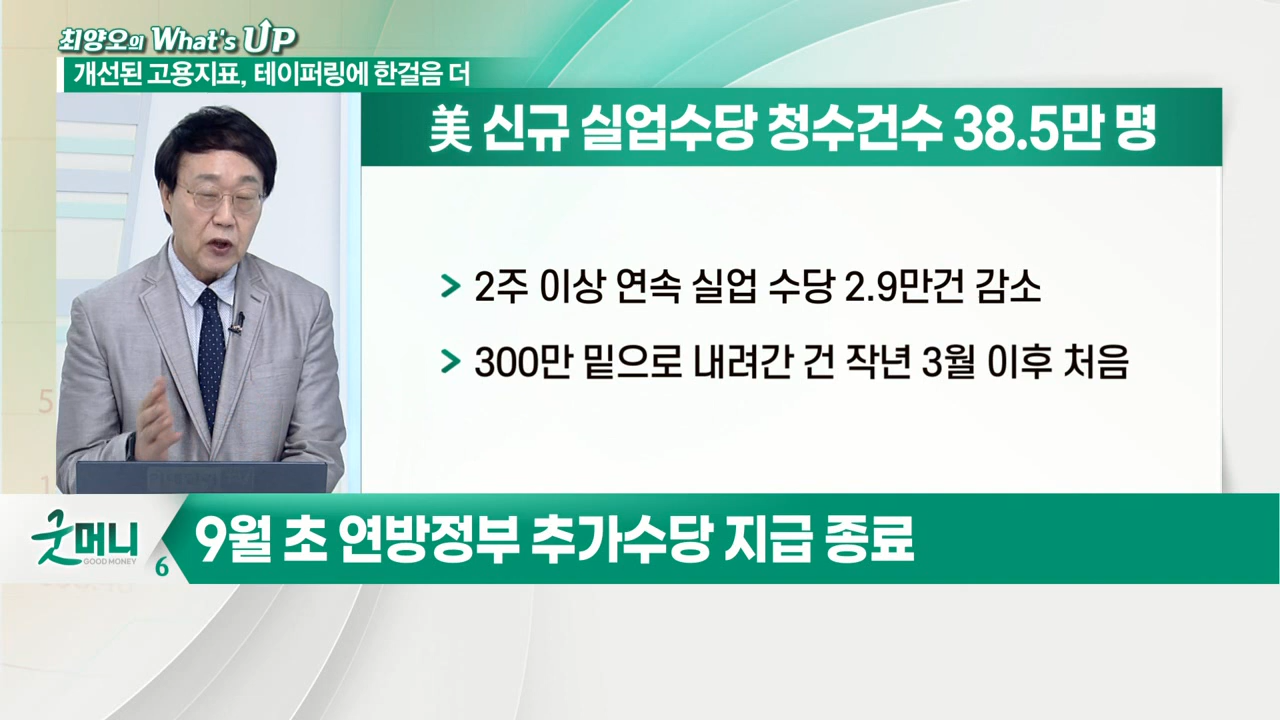 최양오의 What's UP
개선된 고용지표, 테이퍼링에 한걸음 더
美 신규 실업수당 청수건수 38.5만 명
> 2주 이상 연속 실업 수당 2.9만건 감소
> 300만 밑으로 내려간 건 작년 3월 이후 처음
굿머니
GOOD MONEY
6
9월 초 연방정부 추가수당 지급 종료